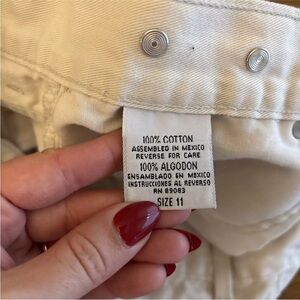 100% COTTON
ASSEMBLED IN MEXICO
REVERSE FOR CARE
100% ALGODON
ENSAMBLADO EN MEXICO
INSTRUCCIONES AL REVERSO
RN 89083
SIZE 11